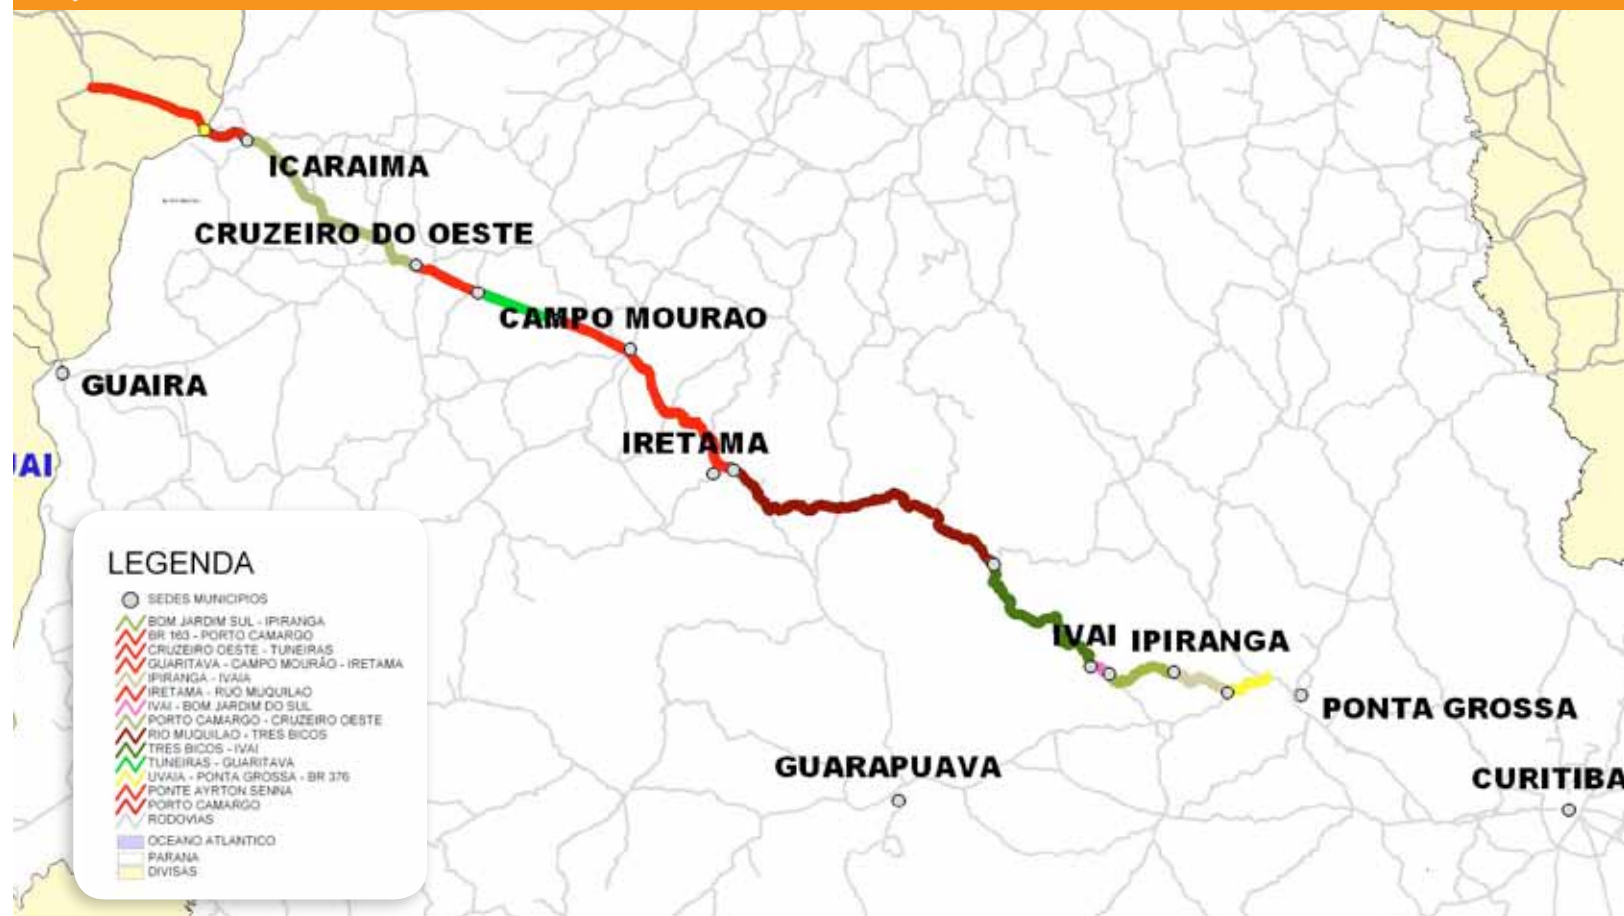 ICARAIMA
CRUZEIRO DO OESTE
CAMPO MOURAO
GUAIRA
IRETAMA
JAI
IVAI
IPIRANGA
PONTA GROSSA
GUARAPUAVA
CURITIBA
LEGENDA
SEDES MUNICIPIOS
BOM JARDIM SUL - IPIRANGA
BR 163 - PORTO CAMARGO
CRUZEIRO OESTE - TUNEIRAS
GUARITAVA - CAMPO MOURÃO - IRETAMA
IPIRANGA - IVAIA
IRETAMA - RUO MUQUILAO
IVAI - BOM JARDIM DO SUL
PORTO CAMARGO - CRUZEIRO OESTE
RIO MUQUILAO - TRES BICOS
TRES BICOS - IVAI
TUNEIRAS - GUARITAVA
UVAIA - PONTA GROSSA - BR 376
PONTE AYRTON SENNA
PORTO CAMARGO
RODOVIAS
OCEANO ATLANTICO
PARANA
DIVISAS